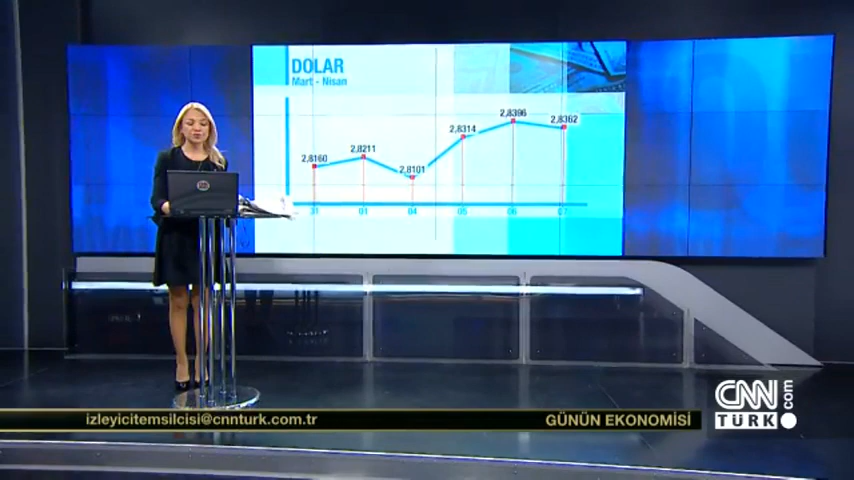 DOLAR
Mart - Nisan
2,8160
2,8211
2,8101
2,8314
2,8396
2,8362
31
01
04
05
06
07
izleyicitemsilcisi@cnnturk.com.tr
GÜNÜN EKONOMİSİ
CNN
TÜRK
.com